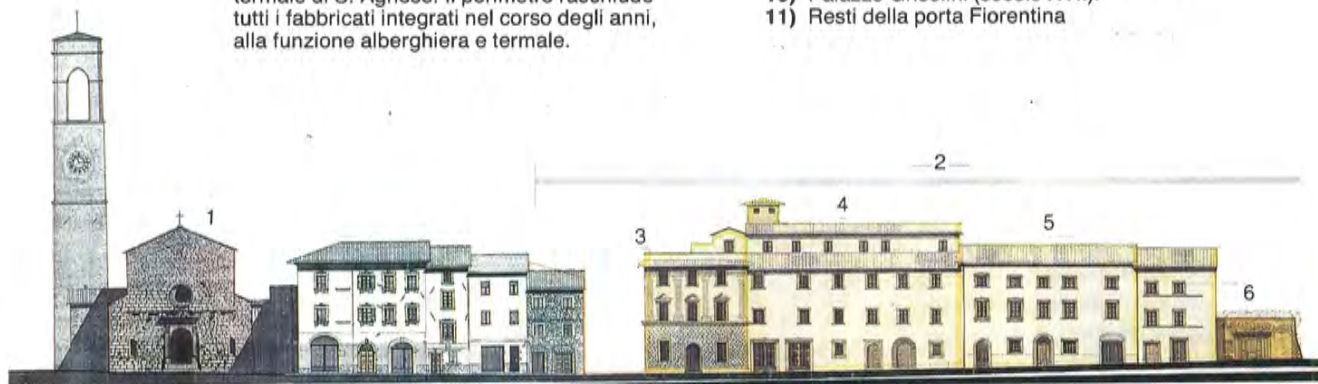 tutti i fabbricati integrati nel corso degli anni,
alla funzione alberghiera e termale.
11) Resti della porta Fiorentina
1
2
3
4
5
6